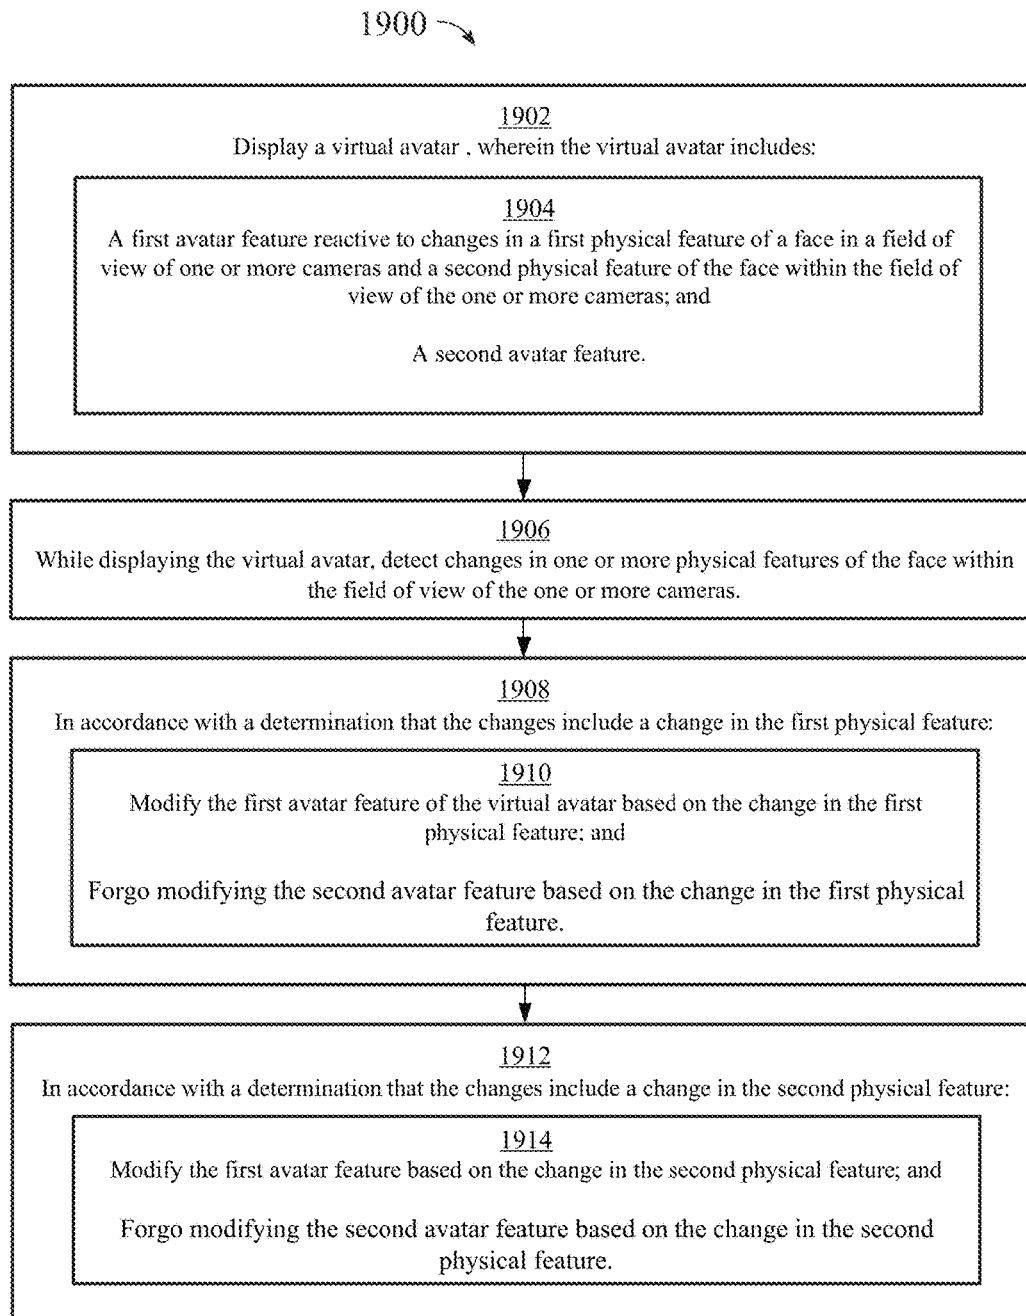 1900
1902
Display a virtual avatar , wherein the virtual avatar includes:
1904
A first avatar feature reactive to changes in a first physical feature of a face in a field of
view of one or more cameras and a second physical feature of the face within the field of
view of the one or more cameras; and
A second avatar feature.
1906
While displaying the virtual avatar, detect changes in one or more physical features of the face within
the field of view of the one or more cameras.
1908
In accordance with a determination that the changes include a change in the first physical feature:
1910
Modify the first avatar feature of the virtual avatar based on the change in the first
physical feature; and
Forgo modifying the second avatar feature based on the change in the first physical
feature.
1912
In accordance with a determination that the changes include a change in the second physical feature:
1914
Modify the first avatar feature based on the change in the second physical feature; and
Forgo modifying the second avatar feature based on the change in the second
physical feature.